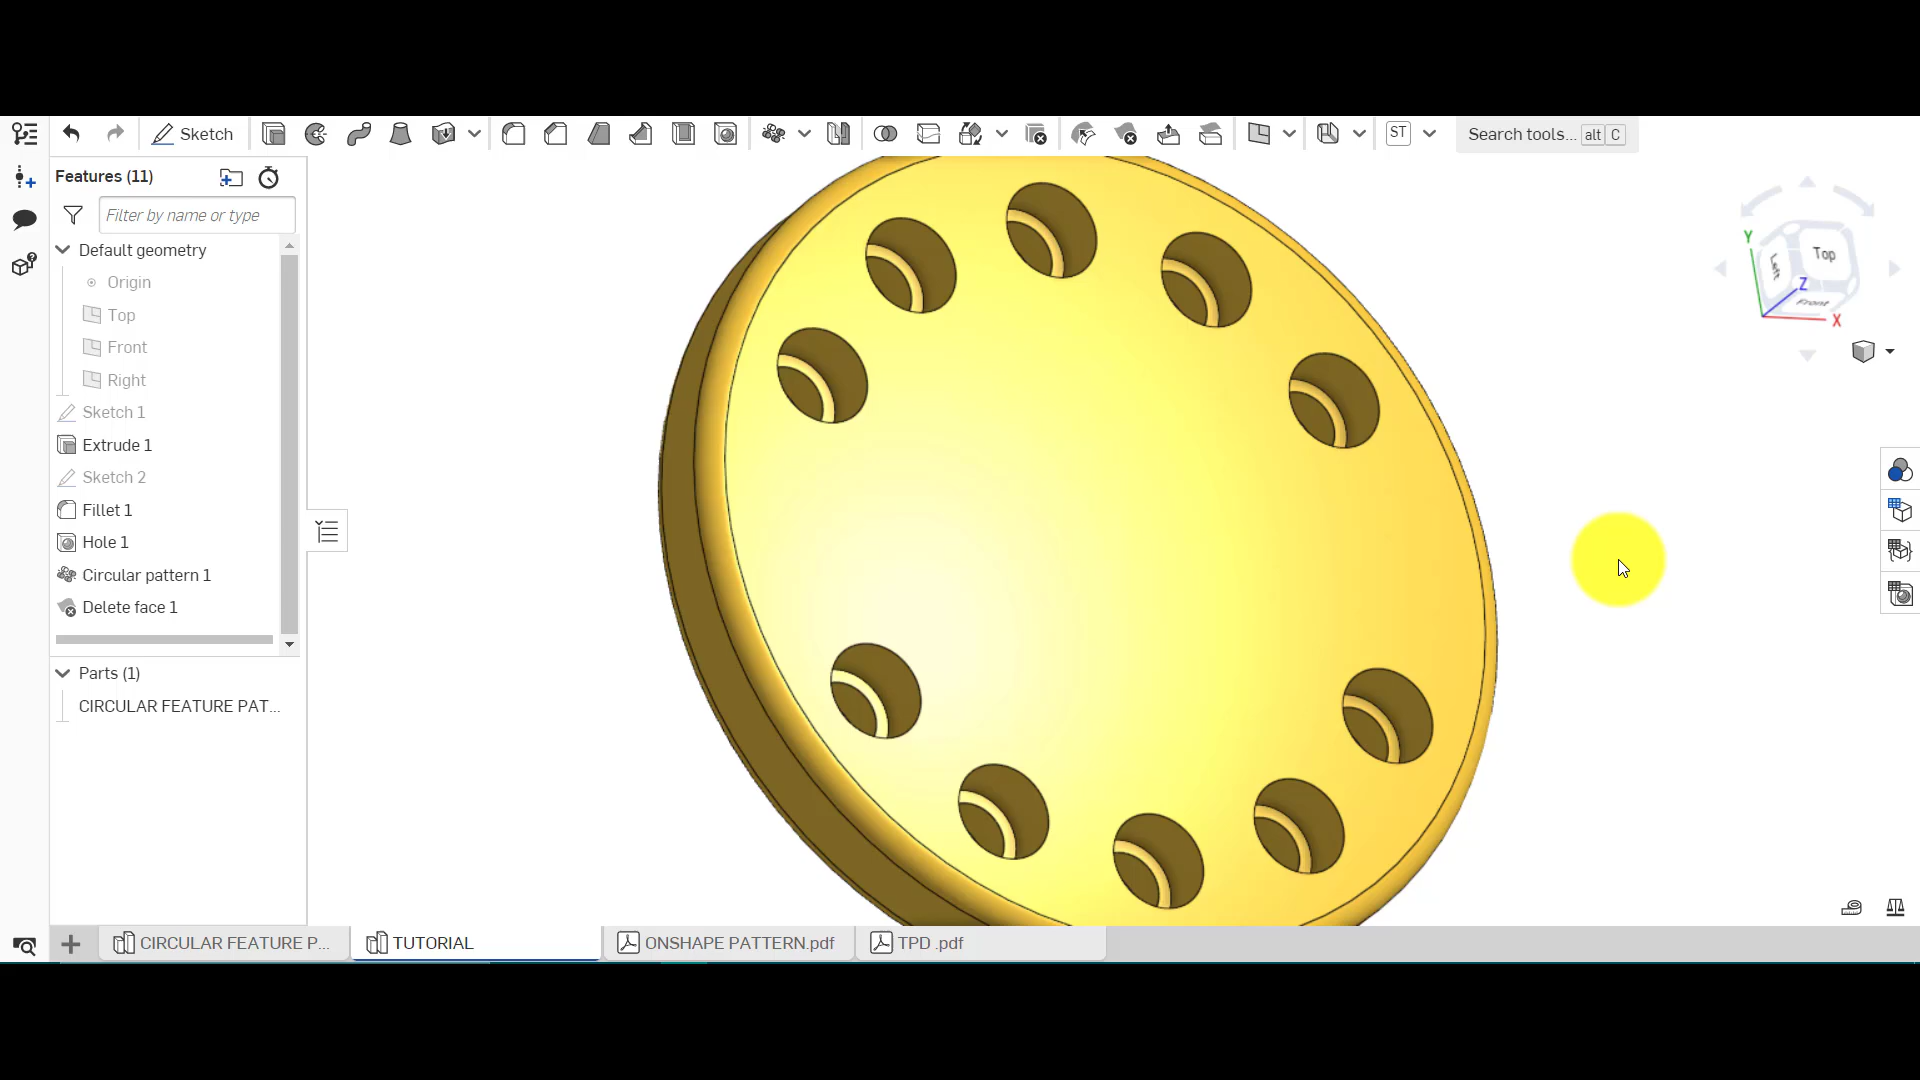 Sketch
ST
Search tools... alt C
Features (11)
Filter by name or type
Default geometry
Origin
Top
Front
Right
Sketch 1
Extrude 1
Sketch 2
Fillet 1
Hole 1
Circular pattern 1
Delete face 1
Parts (1)
CIRCULAR FEATURE PAT...
Y
Top
Left
Z
Front
X
CIRCULAR FEATURE P...
TUTORIAL
ONSHAPE PATTERN.pdf
TPD .pdf